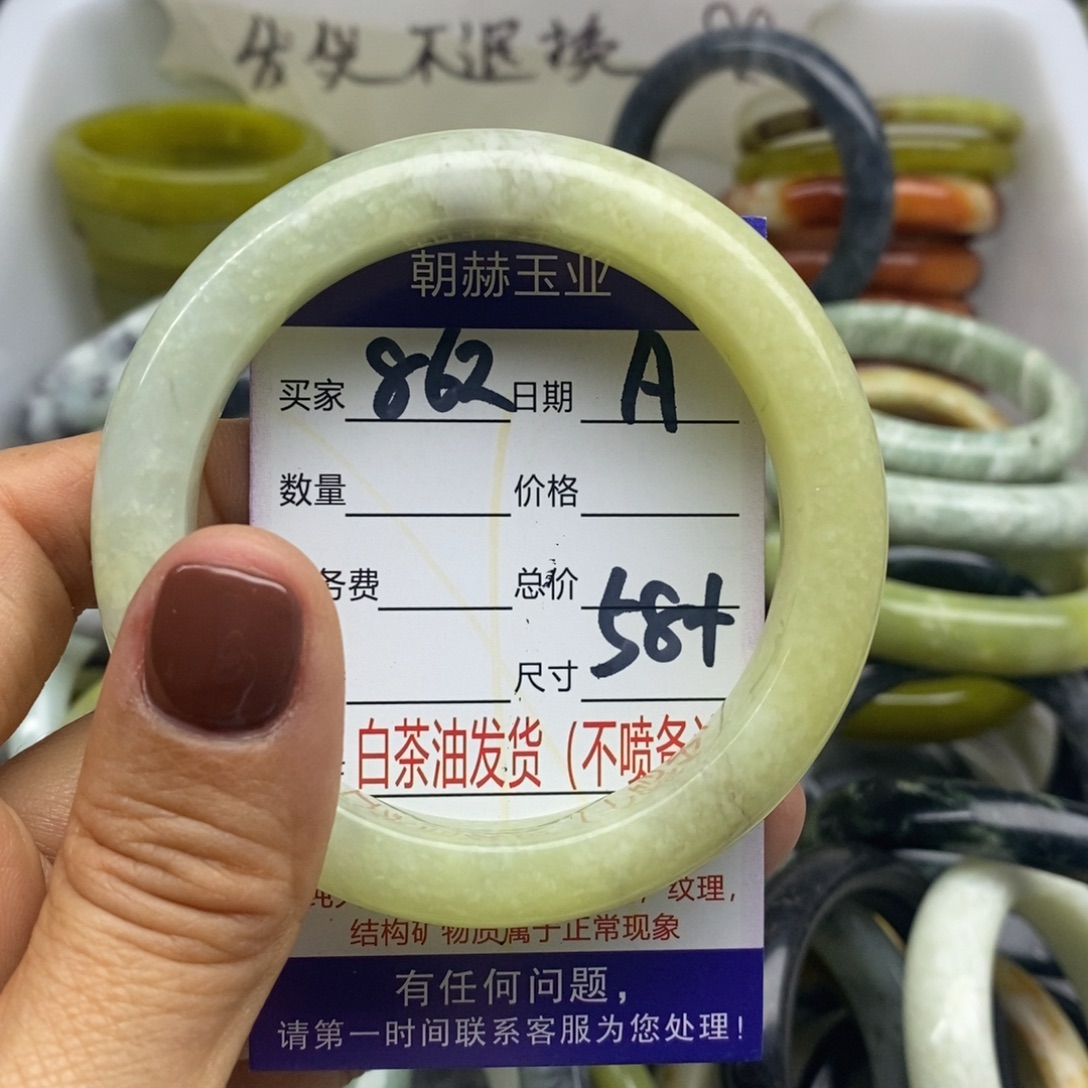 不退换
朝赫玉业
买家 862 日期 A
数量 价格
务费 总价
尺寸 58+
白茶油发货（不喷
纹理，
结构矿物质属于正常现象
有任何问题，
请第一时间联系客服为您处理！